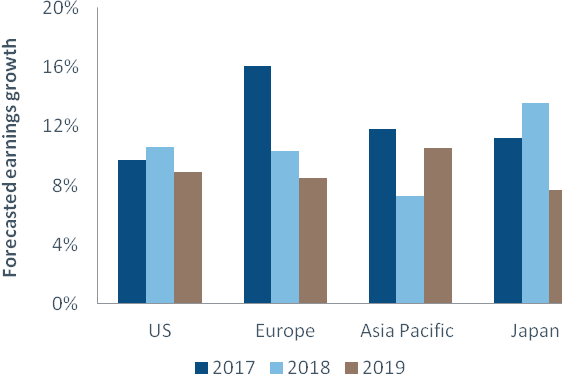 20%
16%
12%
8%
4%
0%
Forecasted earnings growth
US Europe Asia Pacific Japan
2017 2018 2019